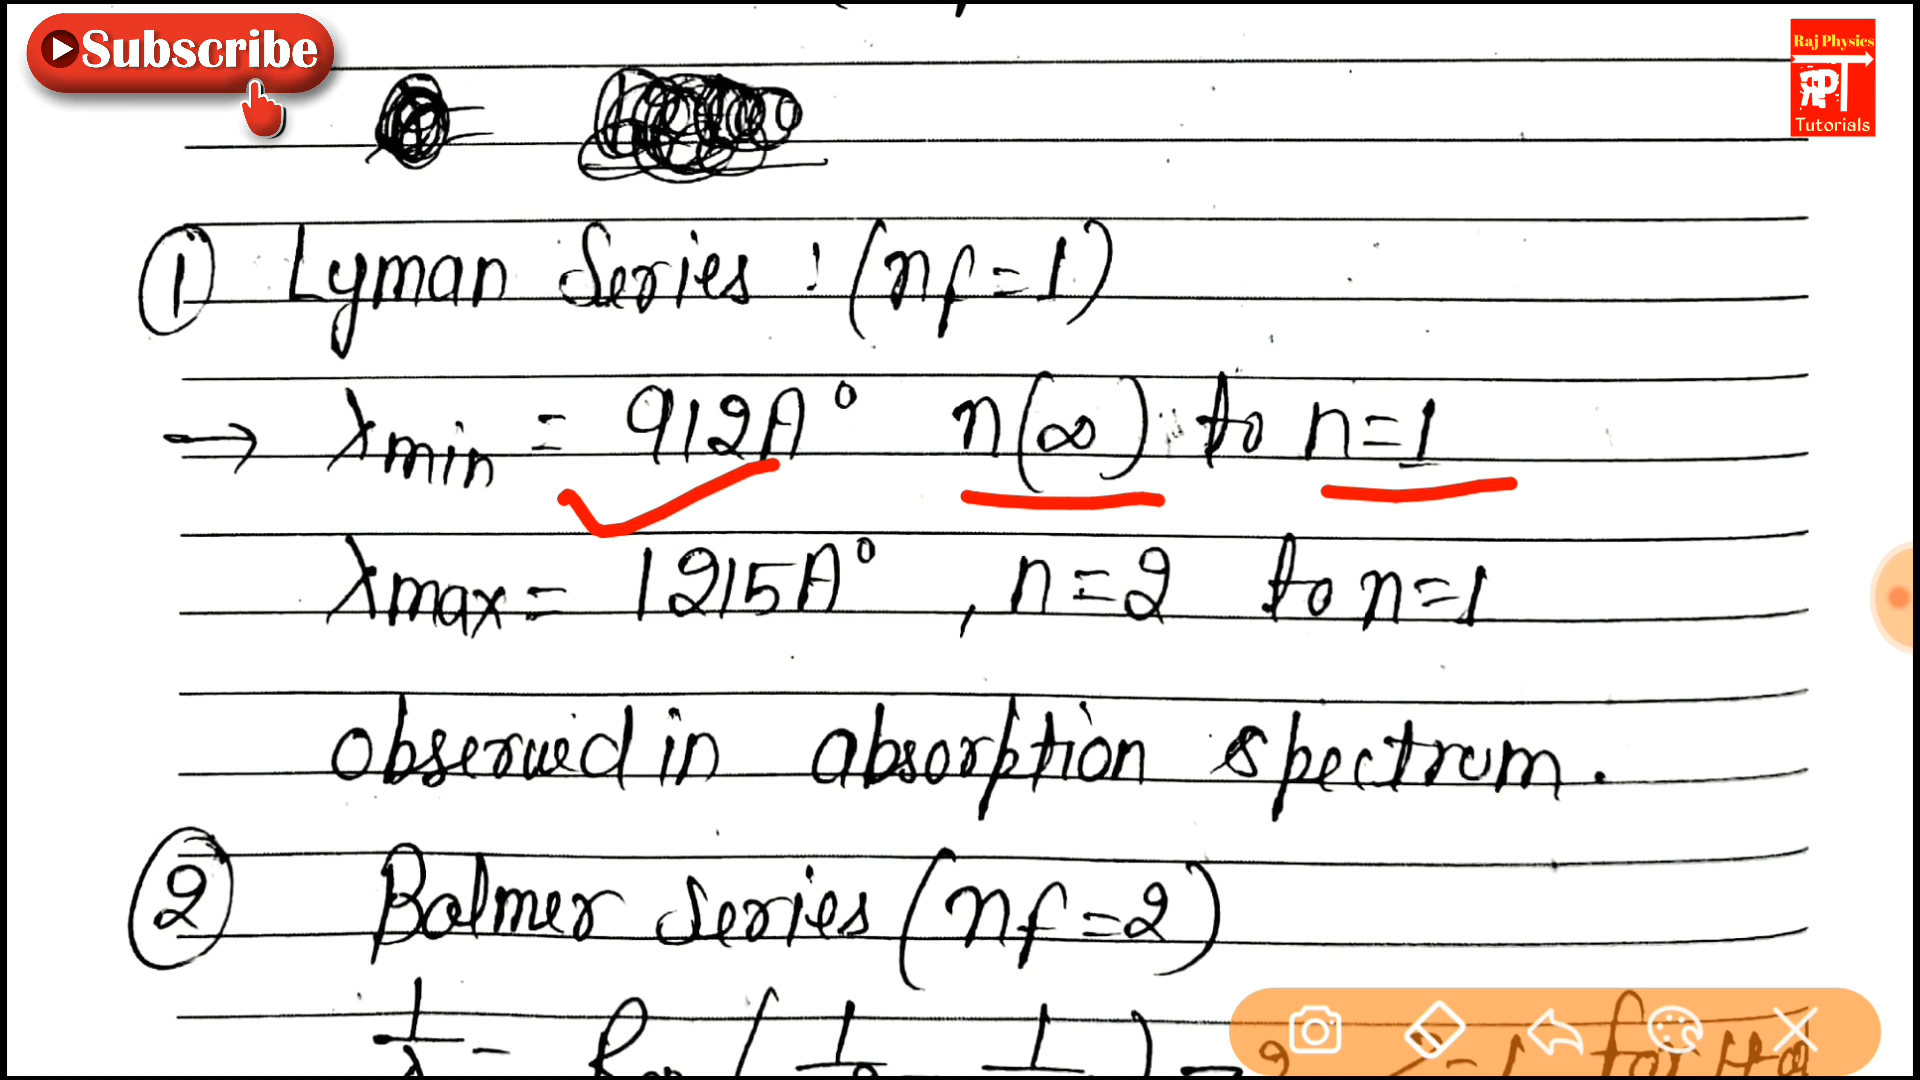 Subscribe
Raj Physics
RPT
Tutorials
① Lyman Series : (nf = 1)
→ λmin = 912A° n(∞) to n=1
λmax = 1215A° , n=2 to n=1
observed in absorption spectrum.
② Balmer Series (nf = 2)